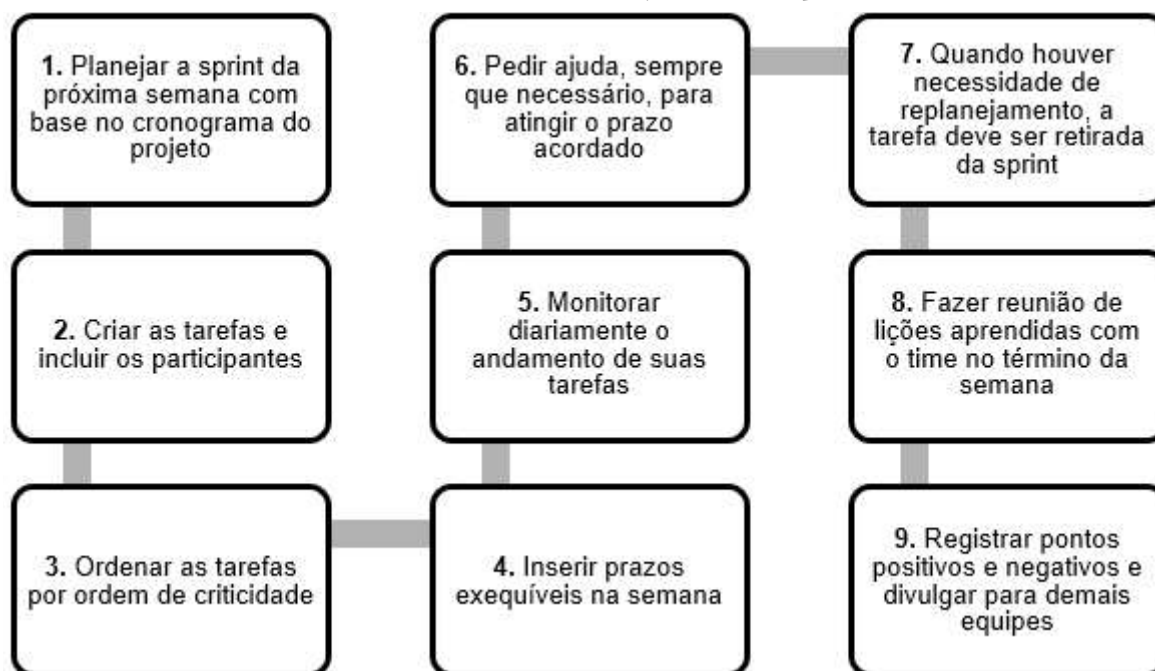 1. Planejar a sprint da
próxima semana com
base no cronograma do
projeto
2. Criar as tarefas e
incluir os participantes
3. Ordenar as tarefas
por ordem de criticidade
4. Inserir prazos
exequíveis na semana
5. Monitorar
diariamente o
andamento de suas
tarefas
6. Pedir ajuda, sempre
que necessário, para
atingir o prazo
acordado
7. Quando houver
necessidade de
replanejamento, a
tarefa deve ser retirada
da sprint
8. Fazer reunião de
lições aprendidas com
o time no término da
semana
9. Registrar pontos
positivos e negativos e
divulgar para demais
equipes